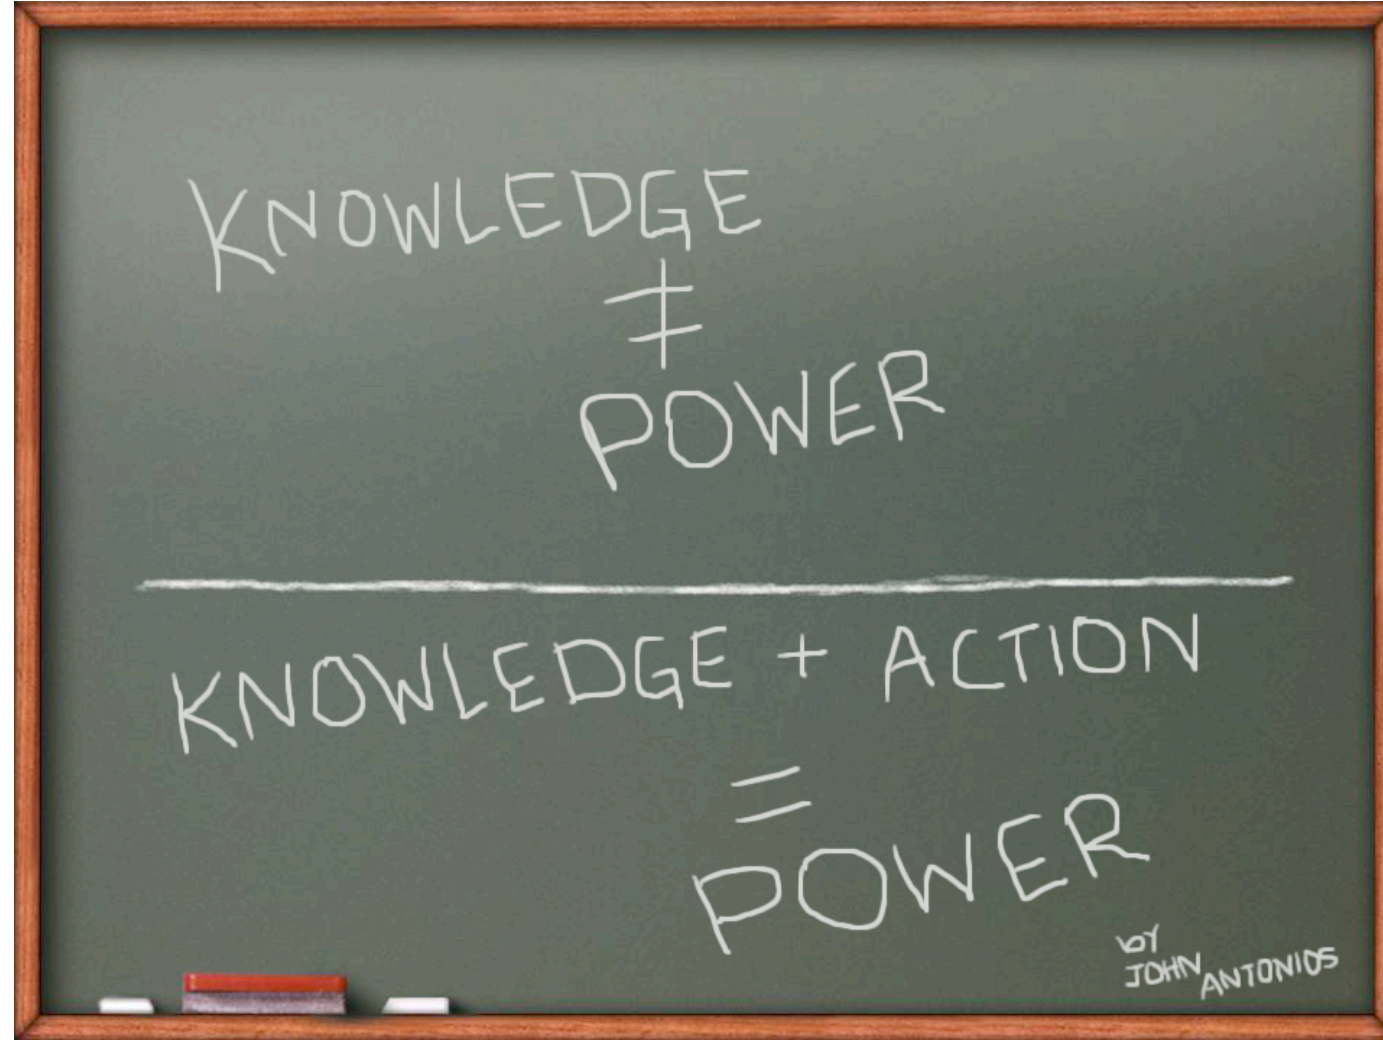 KNOWLEDGE
≠
POWER
KNOWLEDGE + ACTION
=
POWER
by
JOHN ANTONIOS